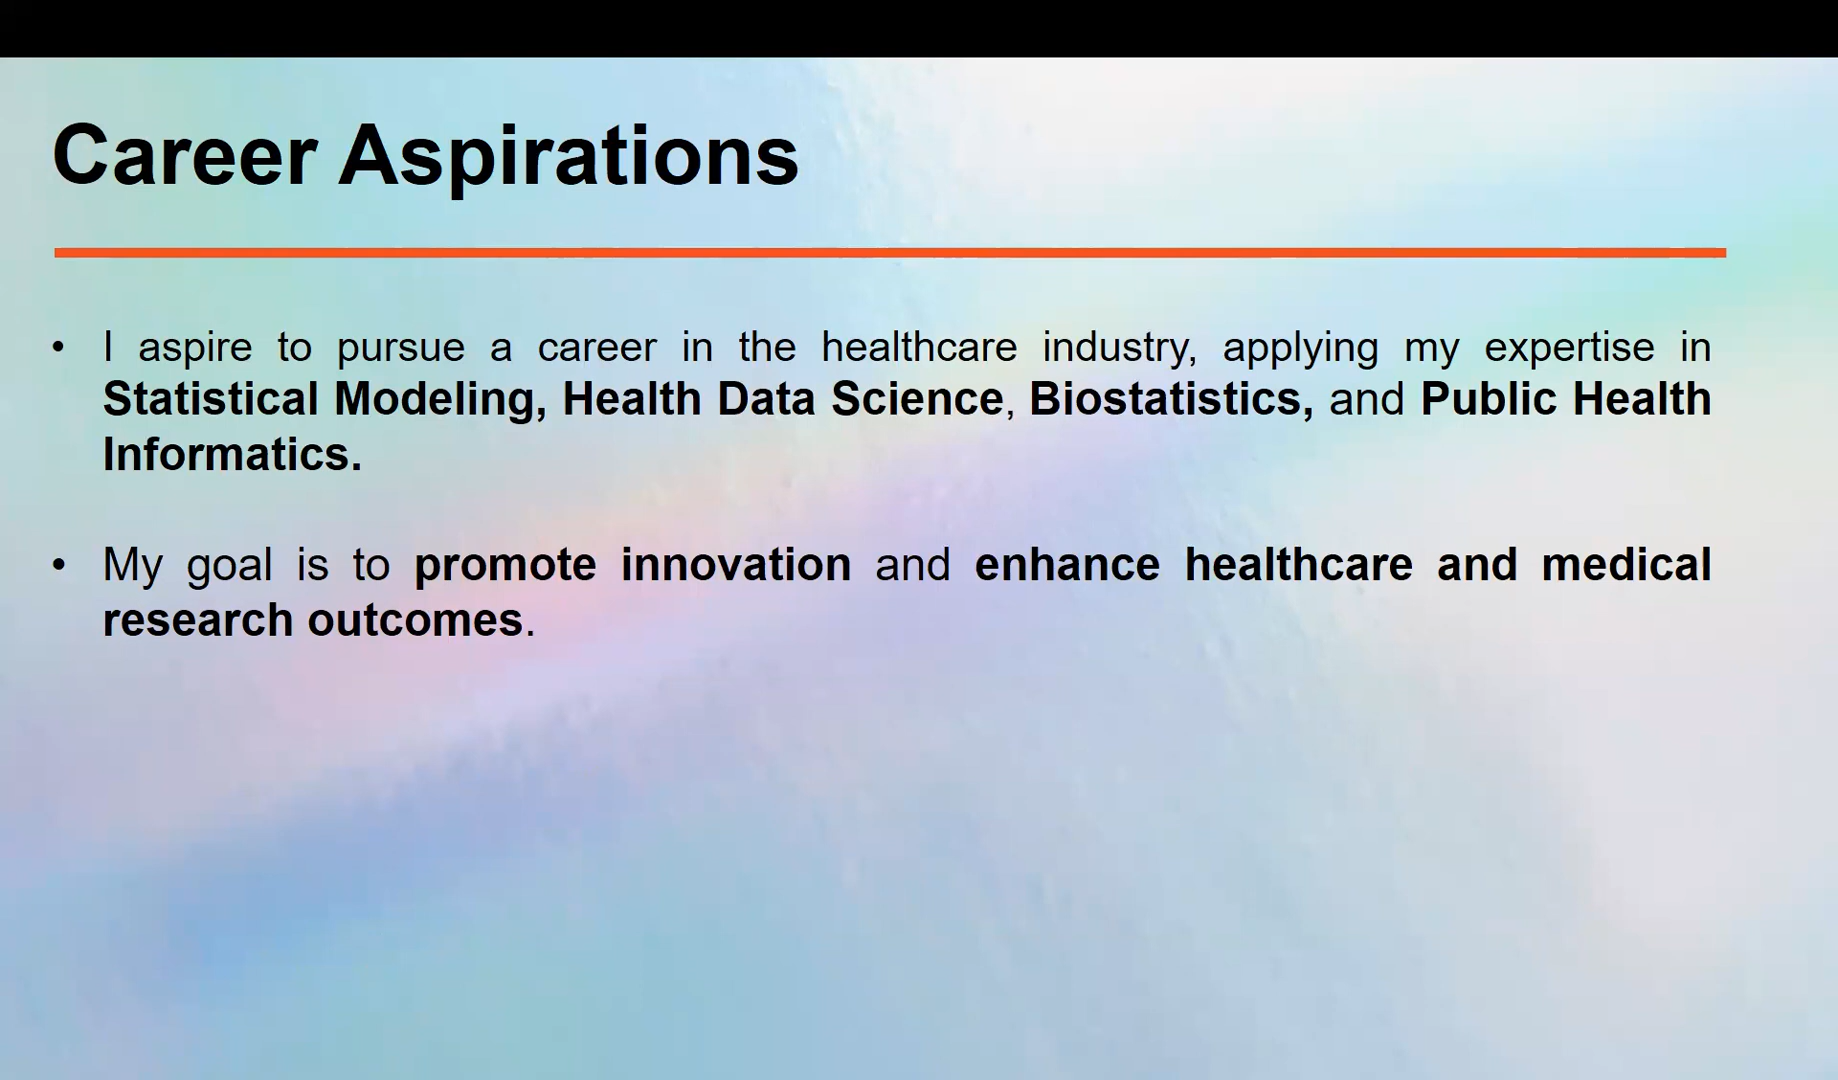 Career Aspirations
• I aspire to pursue a career in the healthcare industry, applying my expertise in
Statistical Modeling, Health Data Science, Biostatistics, and Public Health
Informatics.
• My goal is to promote innovation and enhance healthcare and medical
research outcomes.